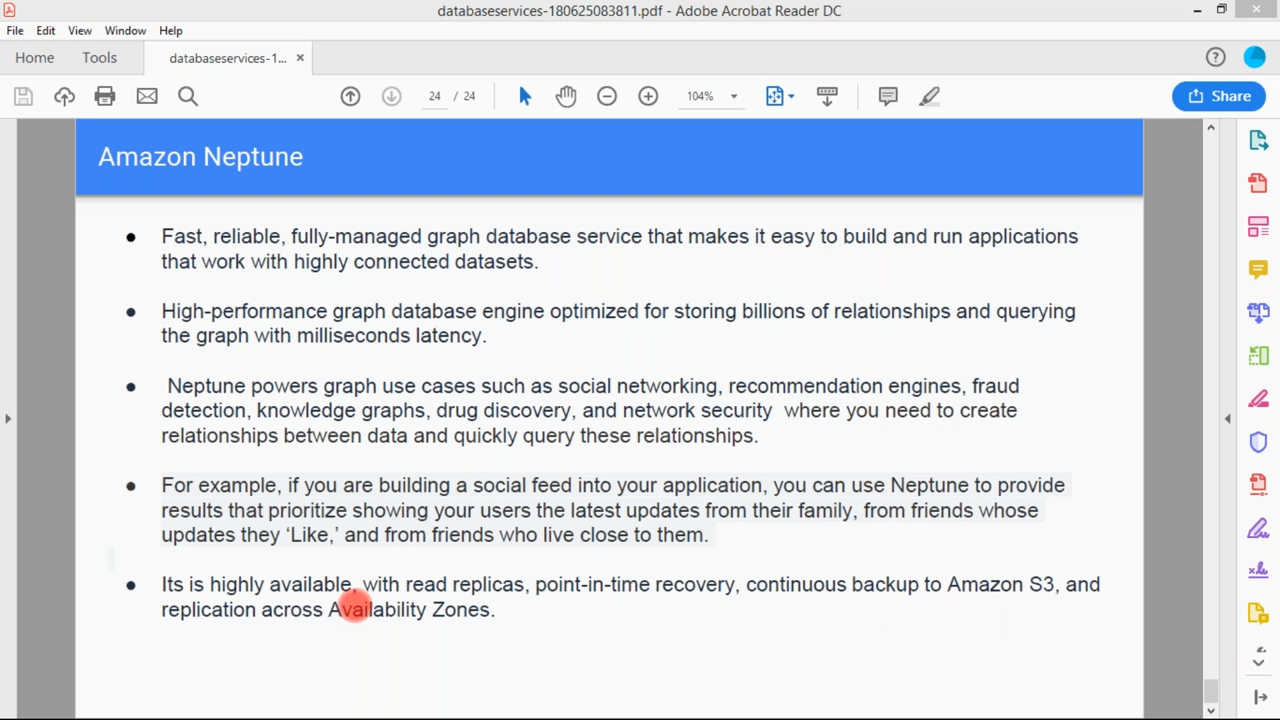 databaseservices-180625083811.pdf - Adobe Acrobat Reader DC
File Edit View Window Help
Home Tools databaseservices-1... ×
24 / 24 104% Share
Amazon Neptune
● Fast, reliable, fully-managed graph database service that makes it easy to build and run applications
that work with highly connected datasets.
● High-performance graph database engine optimized for storing billions of relationships and querying
the graph with milliseconds latency.
● Neptune powers graph use cases such as social networking, recommendation engines, fraud
detection, knowledge graphs, drug discovery, and network security where you need to create
relationships between data and quickly query these relationships.
● For example, if you are building a social feed into your application, you can use Neptune to provide
results that prioritize showing your users the latest updates from their family, from friends whose
updates they ‘Like,’ and from friends who live close to them.
● Its is highly available, with read replicas, point-in-time recovery, continuous backup to Amazon S3, and
replication across Availability Zones.